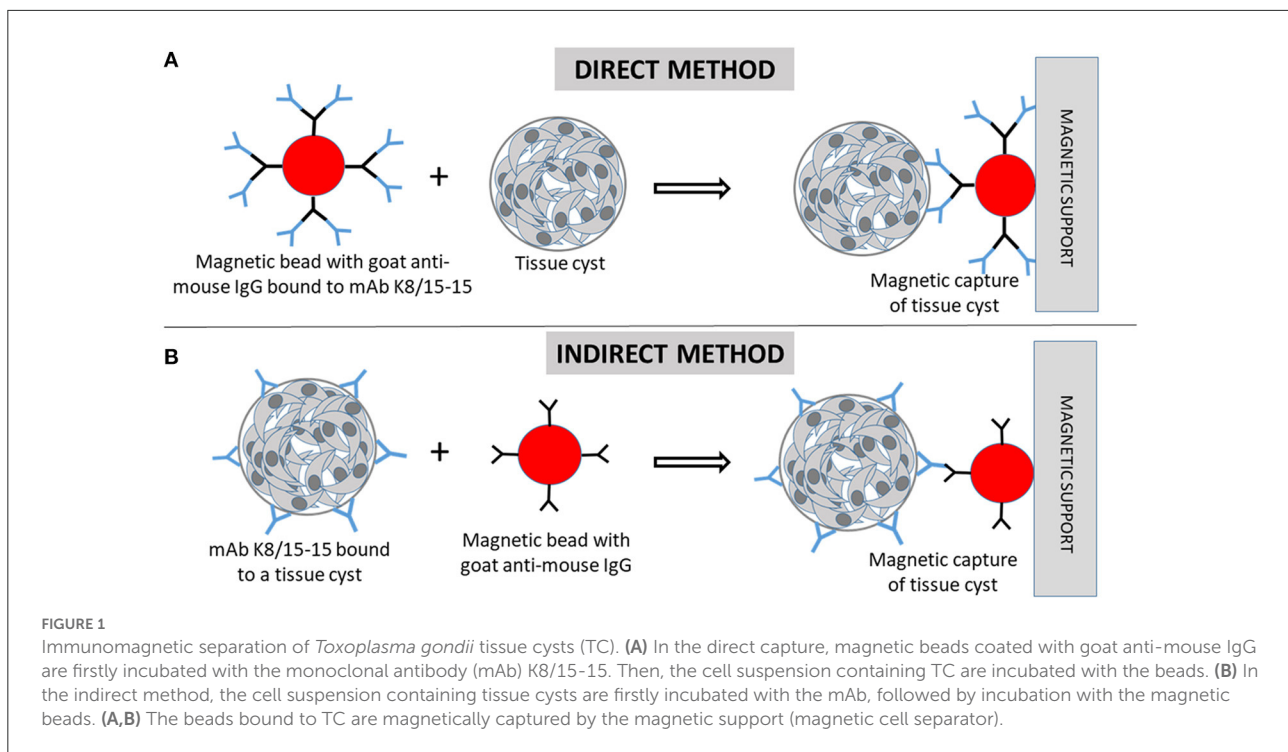 A
DIRECT METHOD
+
Magnetic bead with goat anti-
mouse IgG bound to mAb K8/15-15
Tissue cyst
Magnetic capture
of tissue cyst
MAGNETIC SUPPORT
B
INDIRECT METHOD
+
mAb K8/15-15 bound
to a tissue cyst
Magnetic bead with
goat anti-mouse IgG
Magnetic capture
of tissue cyst
MAGNETIC SUPPORT
FIGURE 1
Immunomagnetic separation of Toxoplasma gondii tissue cysts (TC). (A) In the direct capture, magnetic beads coated with goat anti-mouse IgG
are firstly incubated with the monoclonal antibody (mAb) K8/15-15. Then, the cell suspension containing TC are incubated with the beads. (B) In
the indirect method, the cell suspension containing tissue cysts are firstly incubated with the mAb, followed by incubation with the magnetic
beads. (A,B) The beads bound to TC are magnetically captured by the magnetic support (magnetic cell separator).